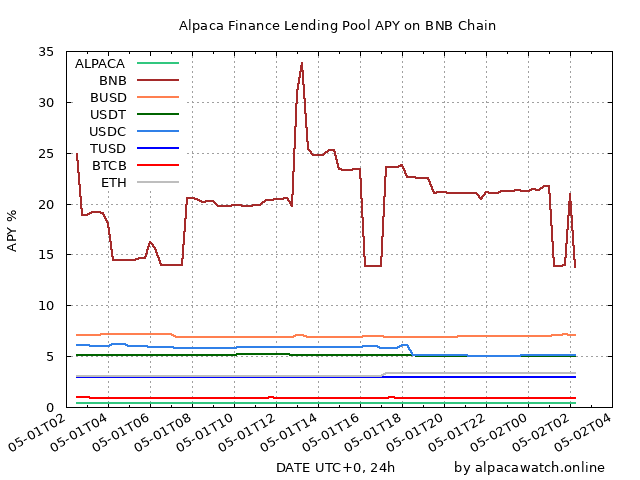 Alpaca Finance Lending Pool APY on BNB Chain
APY %
35
30
25
20
15
10
5
0
ALPACA
BNB
BUSD
USDT
USDC
TUSD
BTCB
ETH
05-01T02
05-01T04
05-01T06
05-01T08
05-01T10
05-01T12
05-01T14
05-01T16
05-01T18
05-01T20
05-01T22
05-02T00
05-02T02
05-02T04
DATE UTC+0, 24h
by alpacawatch.online